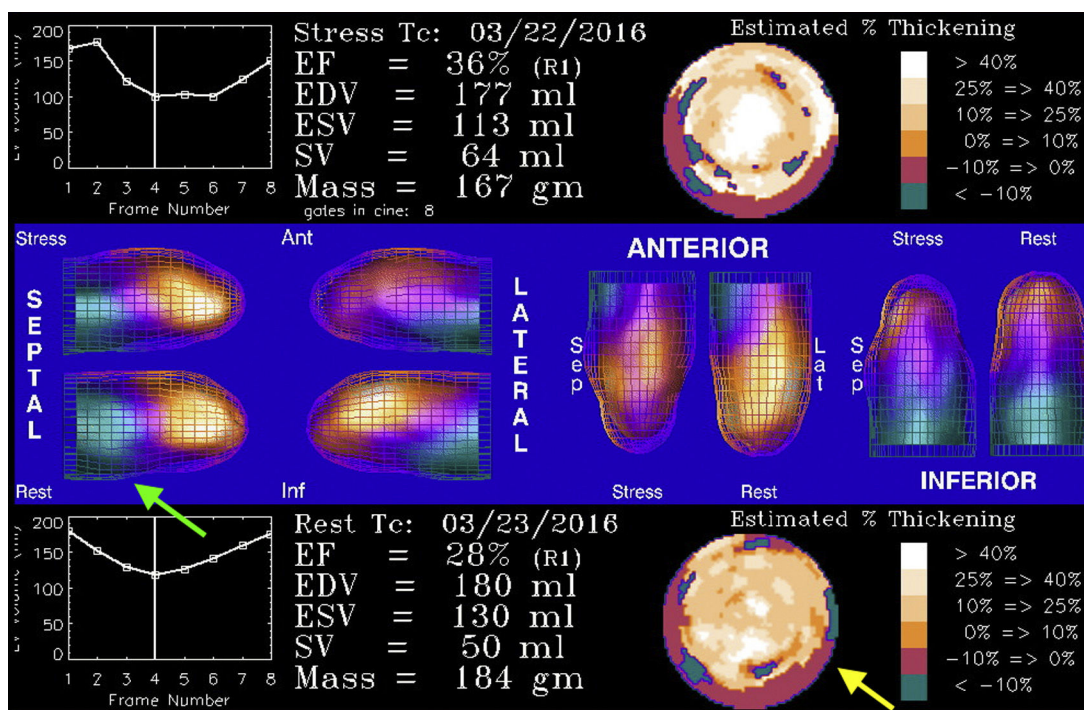 Stress Tc: 03/22/2016
EF = 36% (R1)
EDV = 177 ml
ESV = 113 ml
SV = 64 ml
Mass = 167 gm
gates in cine: 8
200
150
100
50
0
1 2 3 4 5 6 7 8
Frame Number
Estimated % Thickening
> 40%
25% => 40%
10% => 25%
0% => 10%
-10% => 0%
< -10%
Stress
Ant
SEPTAL
LATERAL
Rest
Inf
ANTERIOR
Sep
Lat
Stress
Rest
Stress
Rest
Sep
INFERIOR
200
150
100
50
0
1 2 3 4 5 6 7 8
Frame Number
Rest Tc: 03/23/2016
EF = 28% (R1)
EDV = 180 ml
ESV = 130 ml
SV = 50 ml
Mass = 184 gm
Estimated % Thickening
> 40%
25% => 40%
10% => 25%
0% => 10%
-10% => 0%
< -10%